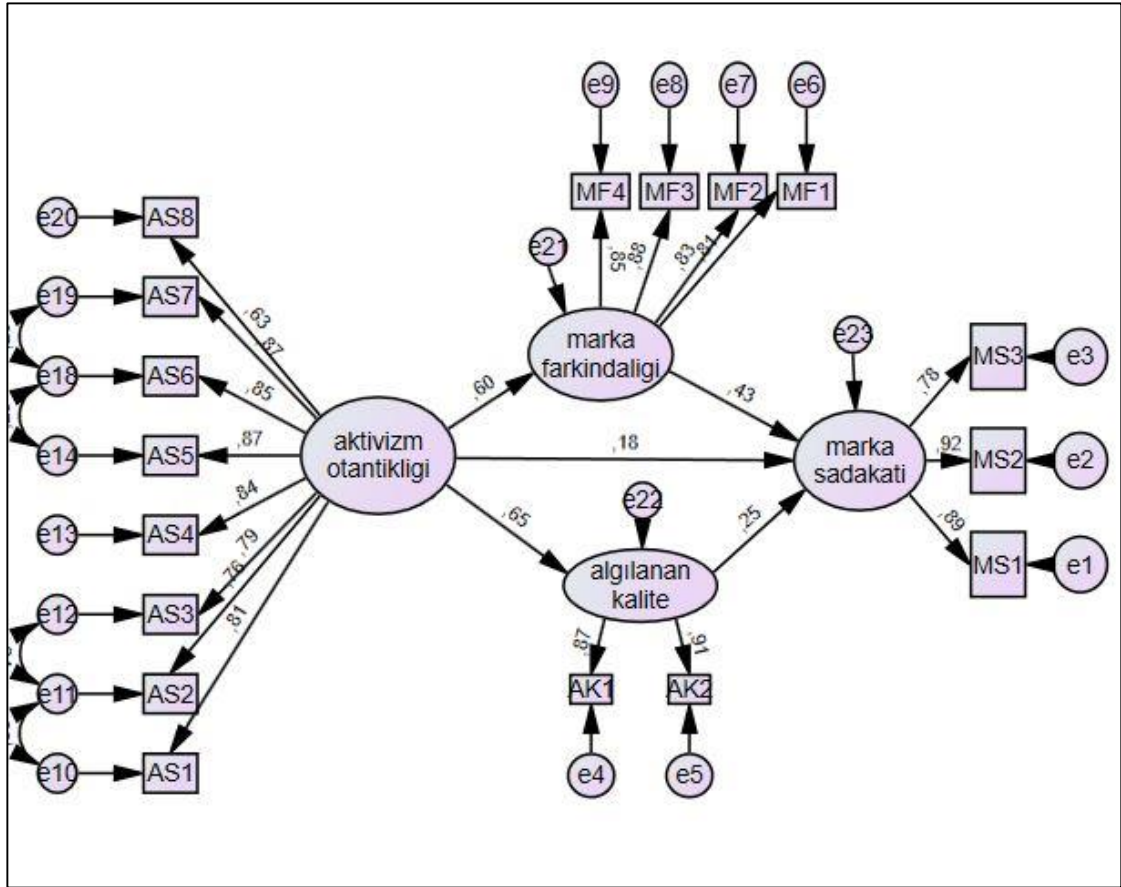 e9
e8
e7
e6
MF4
MF3
MF2
MF1
e20
AS8
e21
,85
,83
e19
AS7
,63
,87
marka
farkindaligi
e23
MS3
e3
e18
AS6
,85
,60
,43
,78
e14
AS5
,87
aktivizm
otantikligi
,18
marka
sadakati
,92
MS2
e2
e13
AS4
,84
,65
e22
,25
,89
MS1
e1
,79
,76
algılanan
kalite
e12
AS3
,81
,87
,91
e11
AS2
AK1
AK2
e10
AS1
e4
e5